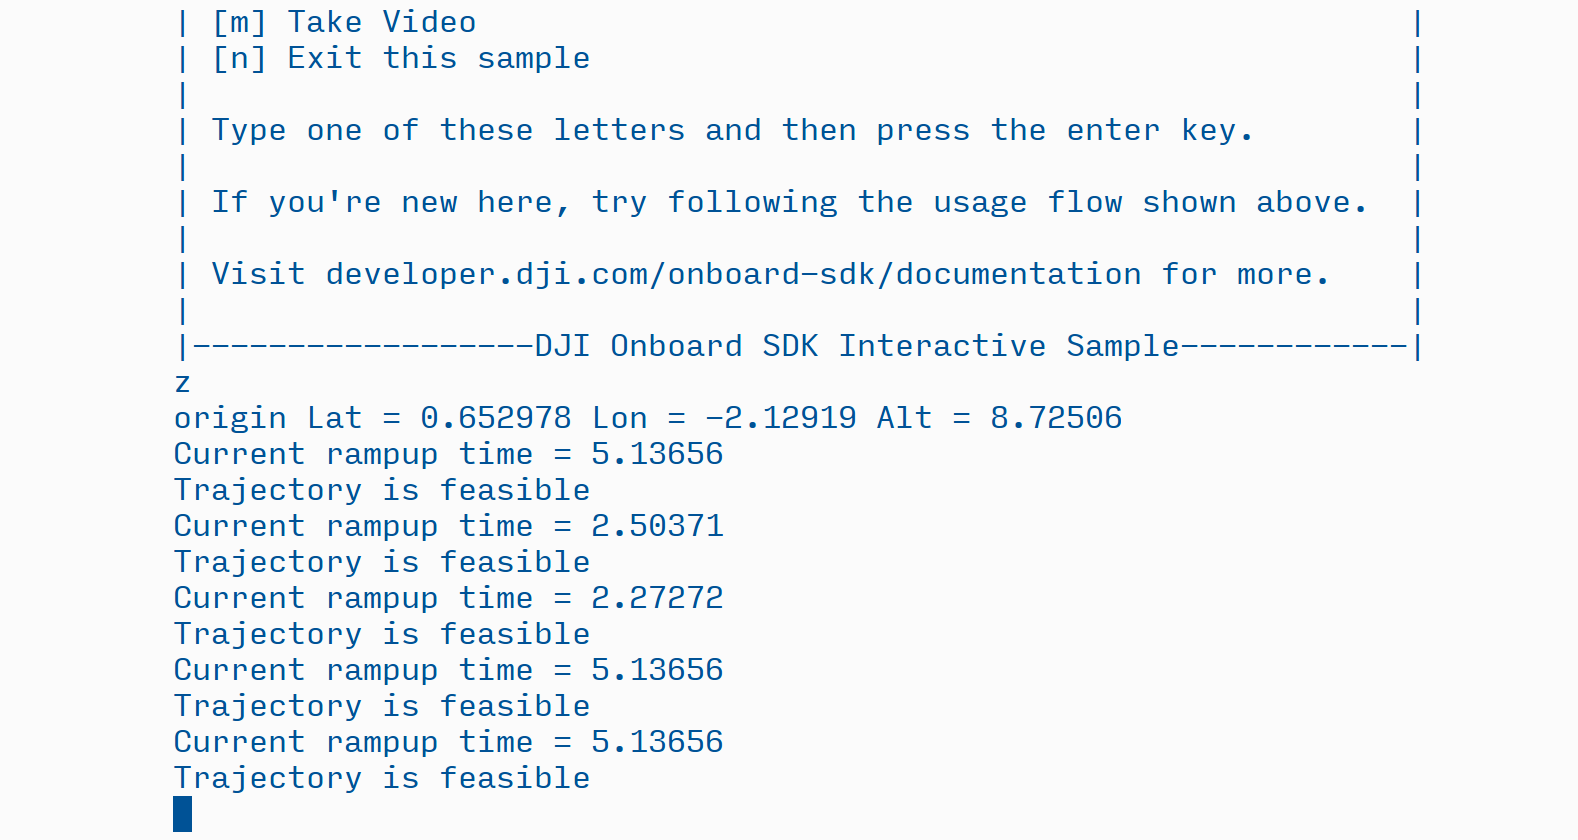 | [m] Take Video |
| [n] Exit this sample |
| |
| Type one of these letters and then press the enter key. |
| |
| If you're new here, try following the usage flow shown above. |
| |
| Visit developer.dji.com/onboard-sdk/documentation for more. |
| |
|------------------DJI Onboard SDK Interactive Sample------------|
z
origin Lat = 0.652978 Lon = -2.12919 Alt = 8.72506
Current rampup time = 5.13656
Trajectory is feasible
Current rampup time = 2.50371
Trajectory is feasible
Current rampup time = 2.27272
Trajectory is feasible
Current rampup time = 5.13656
Trajectory is feasible
Current rampup time = 5.13656
Trajectory is feasible